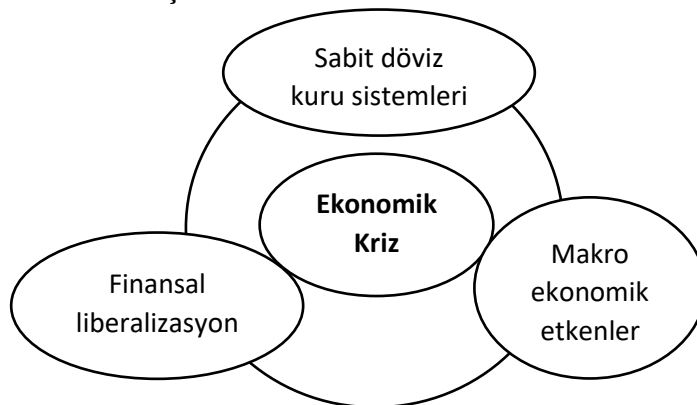 Sabit döviz
kuru sistemleri
Ekonomik
Kriz
Finansal
liberalizasyon
Makro
ekonomik
etkenler